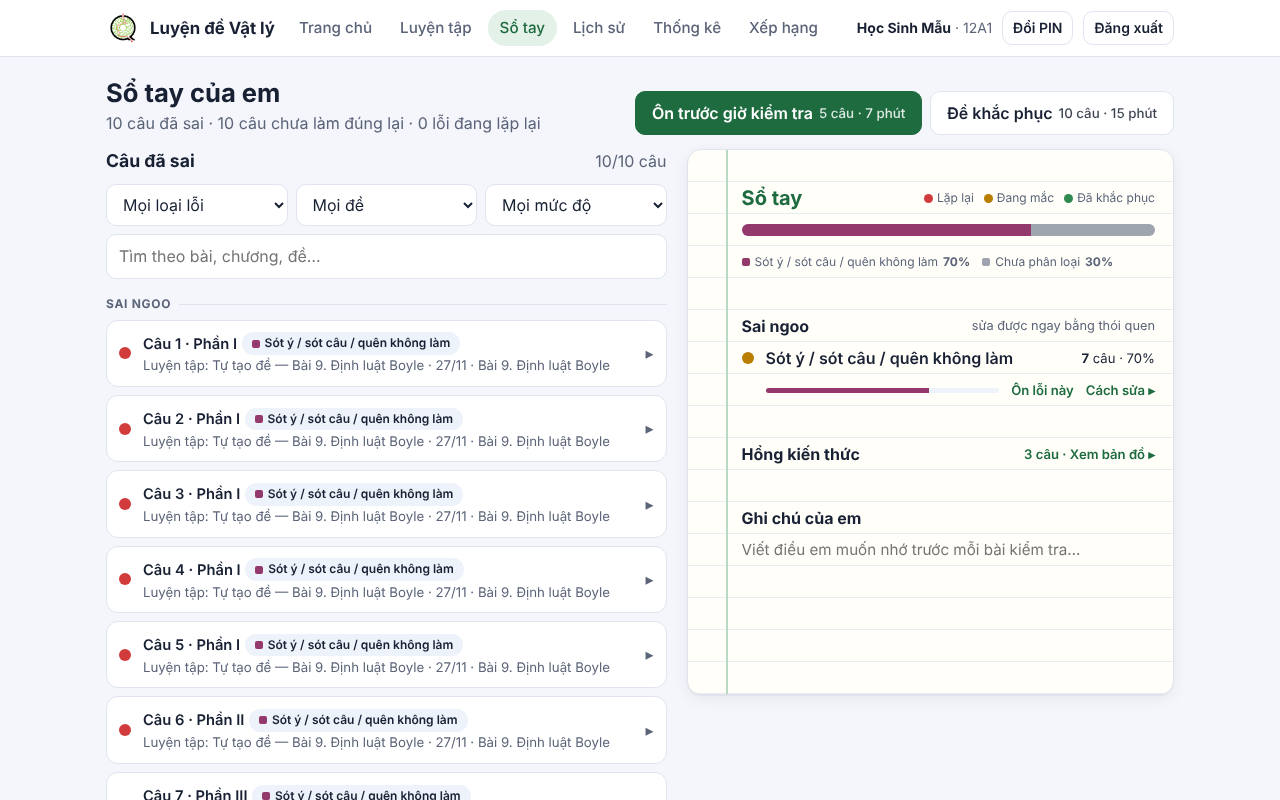 Luyện đề Vật lý Trang chủ Luyện tập Sổ tay Lịch sử Thống kê Xếp hạng Học Sinh Mẫu · 12A1 Đổi PIN Đăng xuất
Sổ tay của em
10 câu đã sai · 10 câu chưa làm đúng lại · 0 lỗi đang lặp lại
Ôn trước giờ kiểm tra 5 câu · 7 phút
Đề khắc phục 10 câu · 15 phút
Câu đã sai 10/10 câu
Mọi loại lỗi Mọi đề Mọi mức độ
Tìm theo bài, chương, đề...
SAI NGOO
Câu 1 · Phần I Sót ý / sót câu / quên không làm ▸
Luyện tập: Tự tạo đề — Bài 9. Định luật Boyle · 27/11 · Bài 9. Định luật Boyle
Câu 2 · Phần I Sót ý / sót câu / quên không làm ▸
Luyện tập: Tự tạo đề — Bài 9. Định luật Boyle · 27/11 · Bài 9. Định luật Boyle
Câu 3 · Phần I Sót ý / sót câu / quên không làm ▸
Luyện tập: Tự tạo đề — Bài 9. Định luật Boyle · 27/11 · Bài 9. Định luật Boyle
Câu 4 · Phần I Sót ý / sót câu / quên không làm ▸
Luyện tập: Tự tạo đề — Bài 9. Định luật Boyle · 27/11 · Bài 9. Định luật Boyle
Câu 5 · Phần I Sót ý / sót câu / quên không làm ▸
Luyện tập: Tự tạo đề — Bài 9. Định luật Boyle · 27/11 · Bài 9. Định luật Boyle
Câu 6 · Phần II Sót ý / sót câu / quên không làm ▸
Luyện tập: Tự tạo đề — Bài 9. Định luật Boyle · 27/11 · Bài 9. Định luật Boyle
Câu 7 · Phần III Sót ý / sót câu / quên không làm
Sổ tay Lặp lại Đang mắc Đã khắc phục
Sót ý / sót câu / quên không làm 70% Chưa phân loại 30%
Sai ngoo sửa được ngay bằng thói quen
Sót ý / sót câu / quên không làm 7 câu · 70%
Ôn lỗi này Cách sửa ▸
Hổng kiến thức 3 câu · Xem bản đồ ▸
Ghi chú của em
Viết điều em muốn nhớ trước mỗi bài kiểm tra...